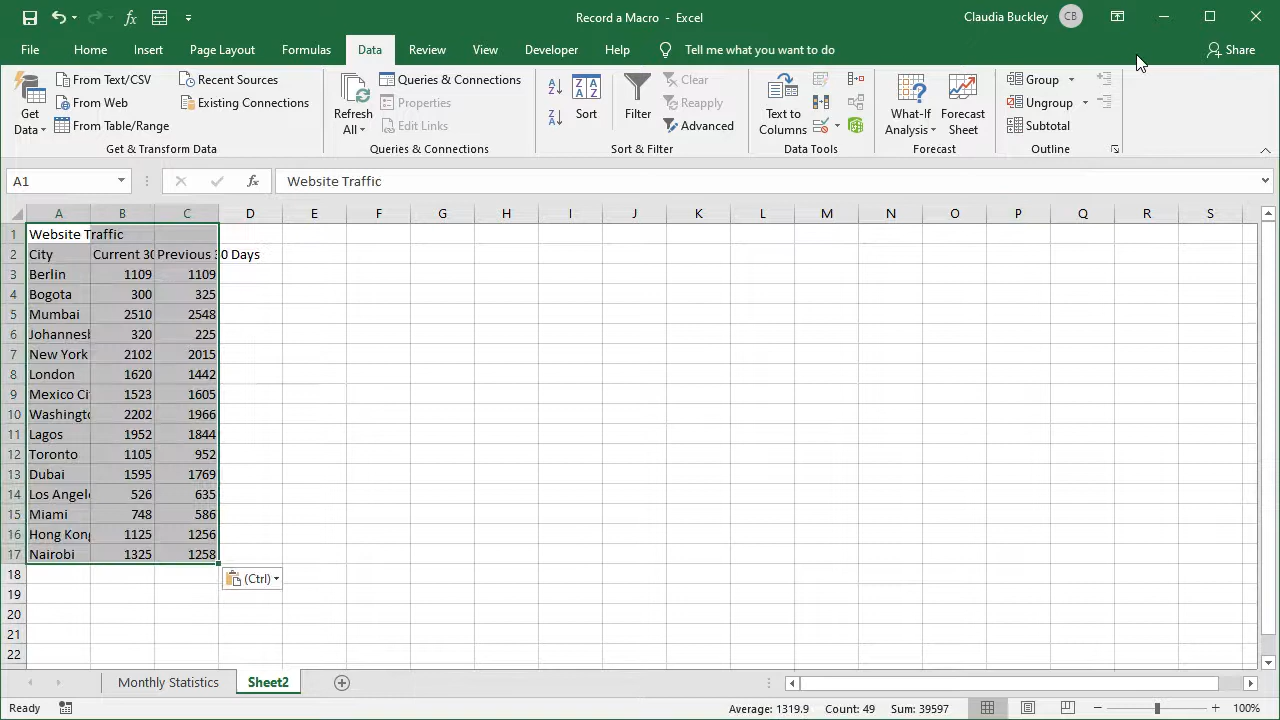 Record a Macro - Excel
Claudia Buckley CB
File Home Insert Page Layout Formulas Data Review View Developer Help Tell me what you want to do Share
Get Data
From Text/CSV
From Web
From Table/Range
Recent Sources
Existing Connections
Get & Transform Data
Refresh All
Queries & Connections
Properties
Edit Links
Queries & Connections
Sort
Filter
Clear
Reapply
Advanced
Sort & Filter
Text to Columns
Data Tools
What-If Analysis
Forecast Sheet
Forecast
Group
Ungroup
Subtotal
Outline
A1 fx Website Traffic
A B C D E F G H I J K L M N O P Q R S
1 Website Traffic
2 City Current 30 Previous 30 Days
3 Berlin 1109 1109
4 Bogota 300 325
5 Mumbai 2510 2548
6 Johannesb 320 225
7 New York 2102 2015
8 London 1620 1442
9 Mexico Ci 1523 1605
10 Washingto 2202 1966
11 Lagos 1952 1844
12 Toronto 1105 952
13 Dubai 1595 1769
14 Los Angele 526 635
15 Miami 748 586
16 Hong Kong 1125 1256
17 Nairobi 1325 1258
18 (Ctrl)
19
20
21
22
Monthly Statistics Sheet2
Ready Average: 1319.9 Count: 49 Sum: 39597 100%